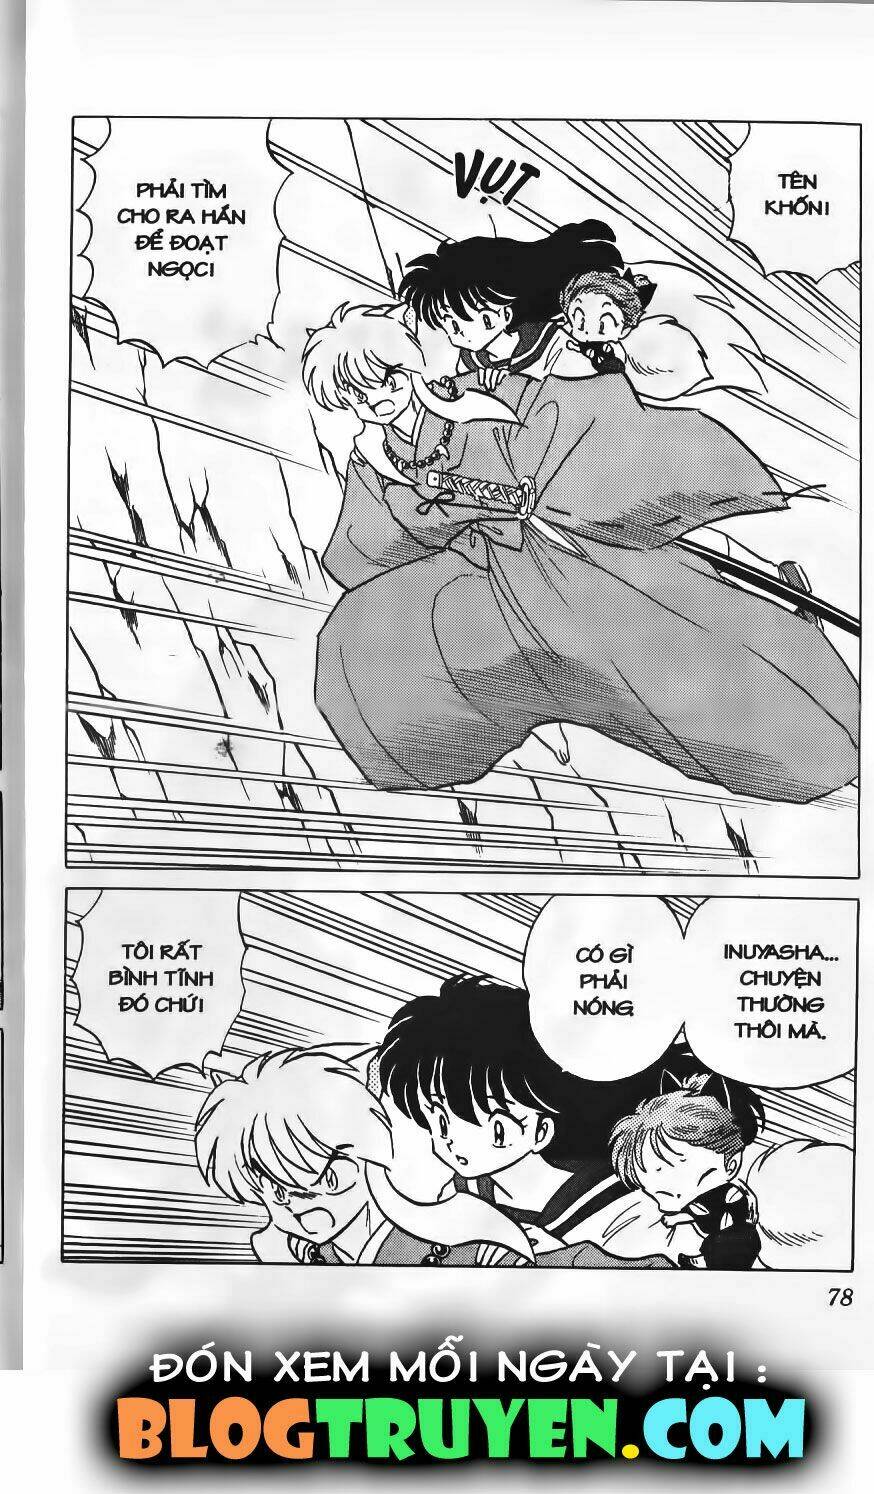 TÊN
KHỐN!
VỤT
PHẢI TÌM
CHO RA HẮN
ĐỂ ĐOẠT
NGỌC!
INUYASHA...
CHUYỆN
THƯỜNG
THÔI MÀ.
CÓ GÌ
PHẢI
NÓNG.
TÔI RẤT
BÌNH TĨNH
ĐÓ CHỨ!
78
ĐÓN XEM MỖI NGÀY TẠI :
BLOGTRUYEN.COM